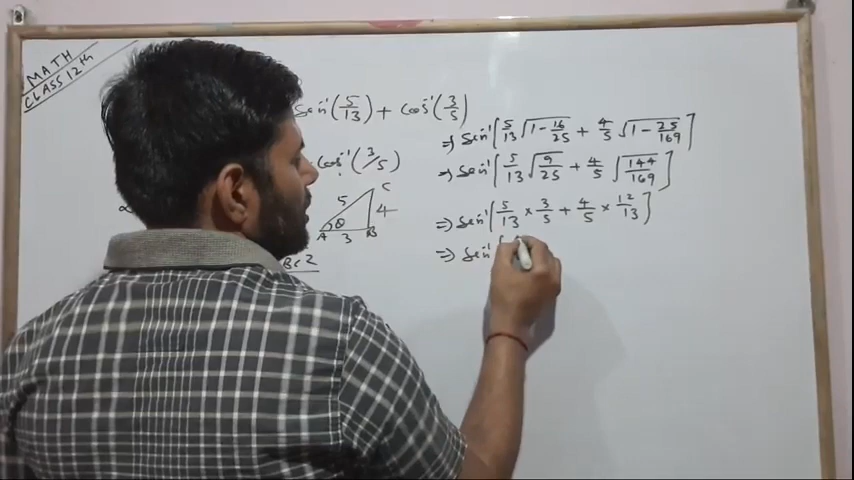 MATH
CLASS 12th
Sin⁻¹(5/13) + Cos⁻¹(3/5)
Cos⁻¹(3/5)
C
5
4
θ
A 3 B
BC2
=> Sin⁻¹[5/13 √(1 - 16/25) + 4/5 √(1 - 25/169)]
=> Sin⁻¹[5/13 √(9/25) + 4/5 √(144/169)]
=> Sin⁻¹[5/13 × 3/5 + 4/5 × 12/13]
=> Sin⁻¹[